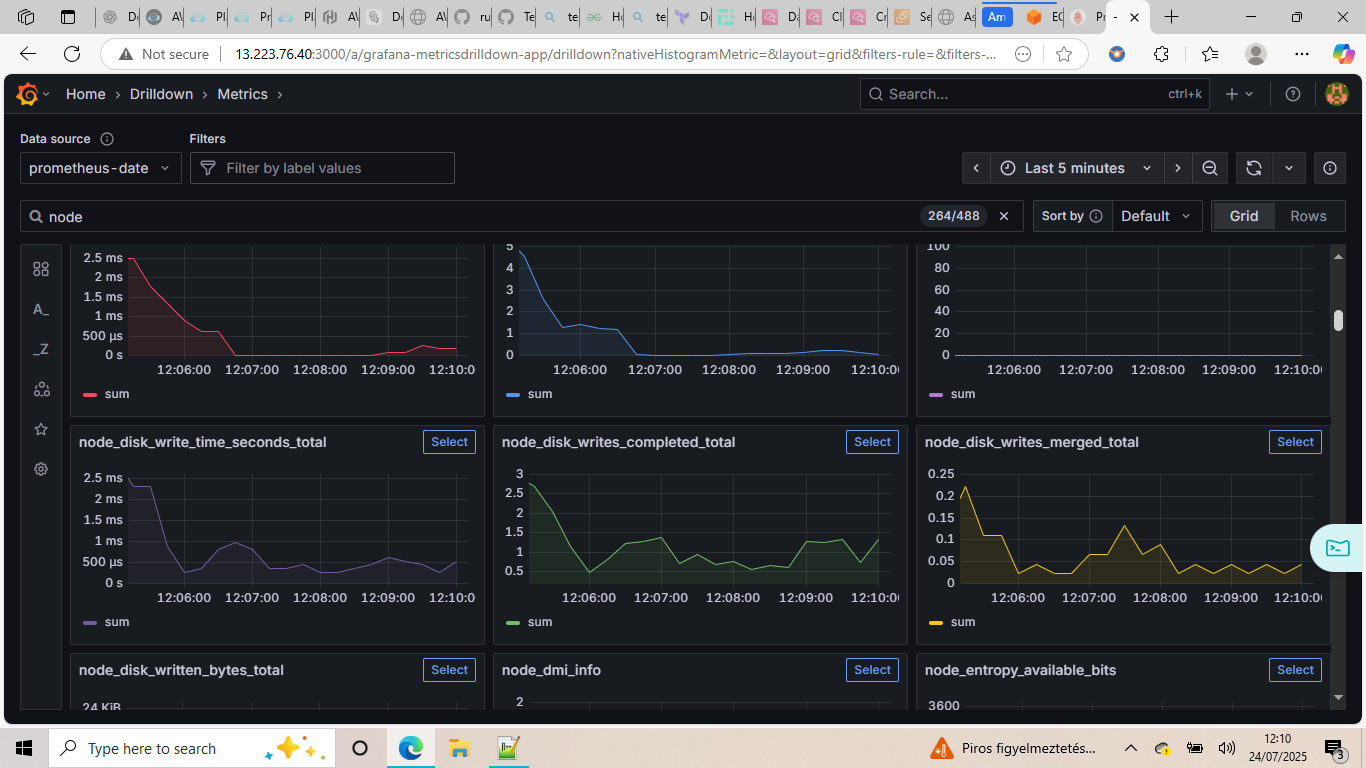 Not secure
13.223.76.40:3000/a/grafana-metricsdrilldown-app/drilldown?nativeHistogramMetric=&layout=grid&filters-rule=&filters-...
Home › Drilldown › Metrics ›
Search...
ctrl+k
Data source
Filters
prometheus-date
Filter by label values
Last 5 minutes
node
264/488
Sort by
Default
Grid
Rows
A_
_Z
2.5 ms
2 ms
1.5 ms
1 ms
500 µs
0 s
12:06:00 12:07:00 12:08:00 12:09:00 12:10:0
sum
5
4
3
2
1
0
12:06:00 12:07:00 12:08:00 12:09:00 12:10:0
sum
100
80
60
40
20
0
12:06:00 12:07:00 12:08:00 12:09:00 12:10:0
sum
node_disk_write_time_seconds_total
Select
2.5 ms
2 ms
1.5 ms
1 ms
500 µs
0 s
12:06:00 12:07:00 12:08:00 12:09:00 12:10:0
sum
node_disk_writes_completed_total
Select
3
2.5
2
1.5
1
0.5
12:06:00 12:07:00 12:08:00 12:09:00 12:10:0
sum
node_disk_writes_merged_total
Select
0.25
0.2
0.15
0.1
0.05
0
12:06:00 12:07:00 12:08:00 12:09:00 12:10:0
sum
node_disk_written_bytes_total
Select
24 KiB
node_dmi_info
Select
2
node_entropy_available_bits
Select
3600
Type here to search
Piros figyelmeztetés...
12:10
24/07/2025
3